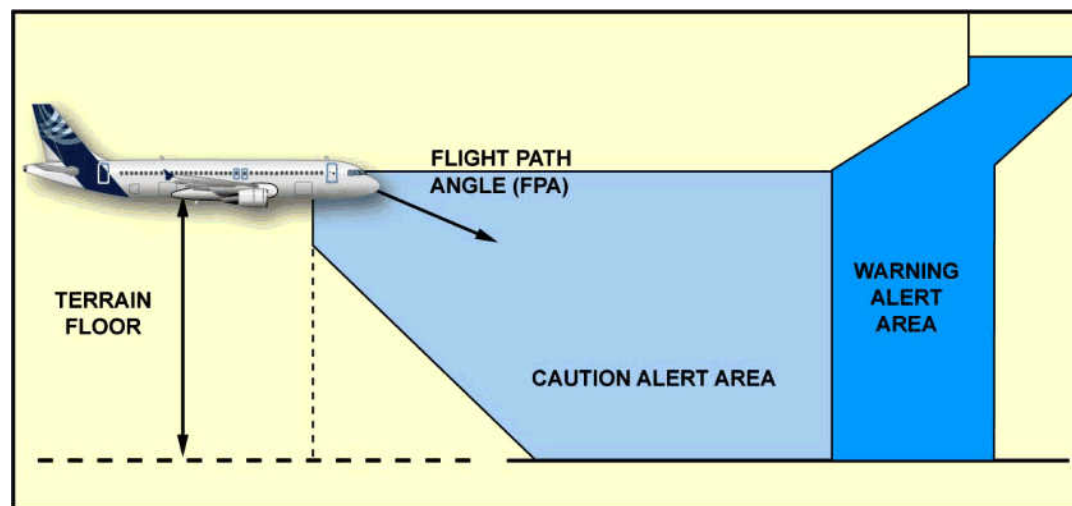 FLIGHT PATH
ANGLE (FPA)
TERRAIN
FLOOR
WARNING
ALERT
AREA
CAUTION ALERT AREA